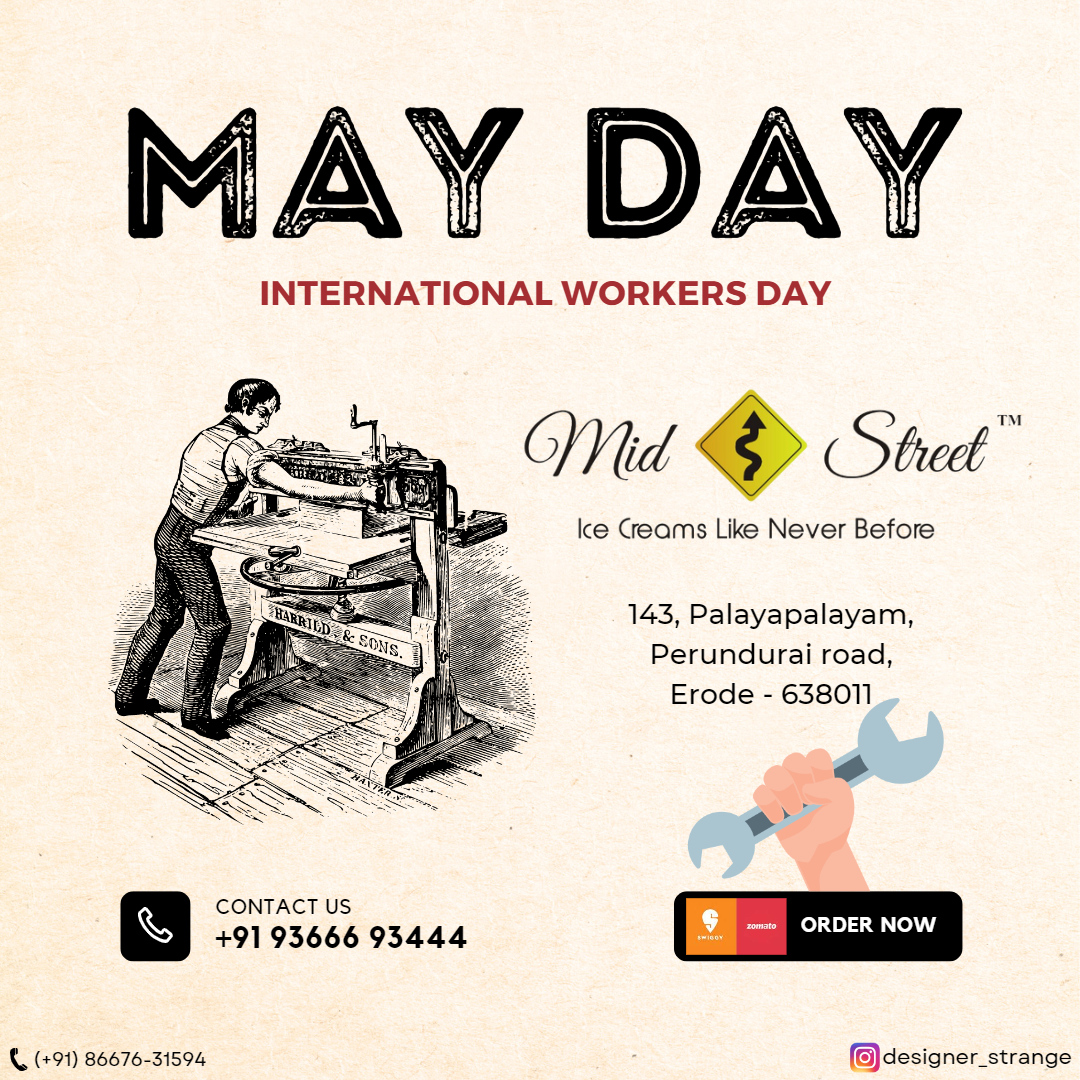 MAY DAY
INTERNATIONAL WORKERS DAY
Mid Street™
Ice Creams Like Never Before
143, Palayapalayam,
Perundurai road,
Erode - 638011
HARRILD & SONS.
CONTACT US
+91 93666 93444
SWIGGY
zomato
ORDER NOW
(+91) 86676-31594
designer_strange